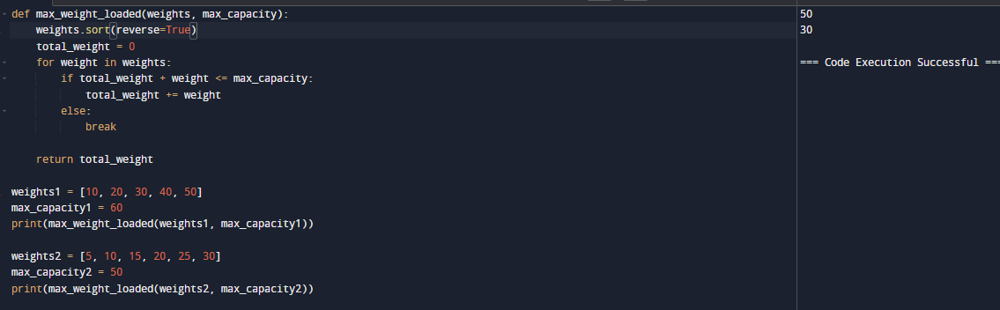 def max_weight_loaded(weights, max_capacity):
    weights.sort(reverse=True)
    total_weight = 0
    for weight in weights:
        if total_weight + weight <= max_capacity:
            total_weight += weight
        else:
            break

    return total_weight

weights1 = [10, 20, 30, 40, 50]
max_capacity1 = 60
print(max_weight_loaded(weights1, max_capacity1))

weights2 = [5, 10, 15, 20, 25, 30]
max_capacity2 = 50
print(max_weight_loaded(weights2, max_capacity2))

50
30

=== Code Execution Successful ===